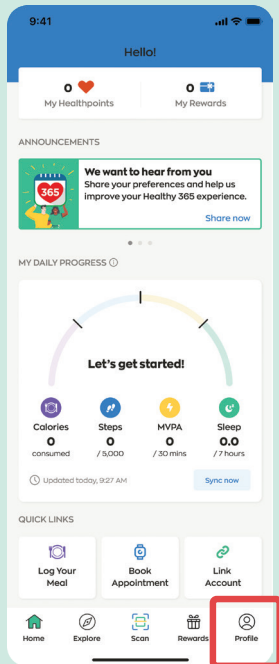 9:41
Hello!
0 0
My Healthpoints My Rewards
ANNOUNCEMENTS
365
We want to hear from you
Share your preferences and help us
improve your Healthy 365 experience.
Share now
MY DAILY PROGRESS
Let's get started!
Calories Steps MVPA Sleep
0 0 0 0.0
consumed / 5,000 / 30 mins / 7 hours
Updated today, 9:27 AM Sync now
QUICK LINKS
Log Your Book Link
Meal Appointment Account
Home Explore Scan Rewards Profile